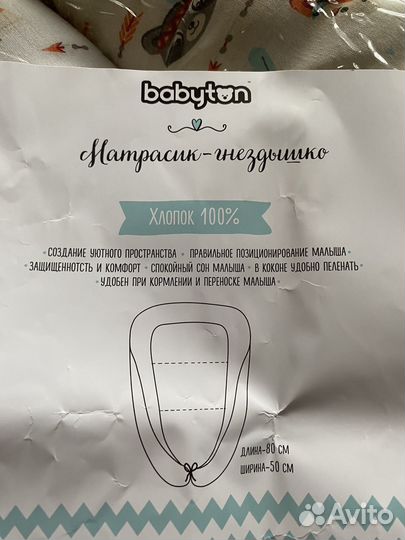 babyton
Матрасик-гнездышко
ХЛОПОК 100%
• СОЗДАНИЕ УЮТНОГО ПРОСТРАНСТВА • ПРАВИЛЬНОЕ ПОЗИЦИОНИРОВАНИЕ МАЛЫША •
• ЗАЩИЩЕННОТСТЬ И КОМФОРТ • СПОКОЙНЫЙ СОН МАЛЫША • В КОКОНЕ УДОБНО ПЕЛЕНАТЬ •
• УДОБЕН ПРИ КОРМЛЕНИИ И ПЕРЕНОСКЕ МАЛЫША •
ДЛИНА-80 СМ
ШИРИНА-50 СМ
Avito